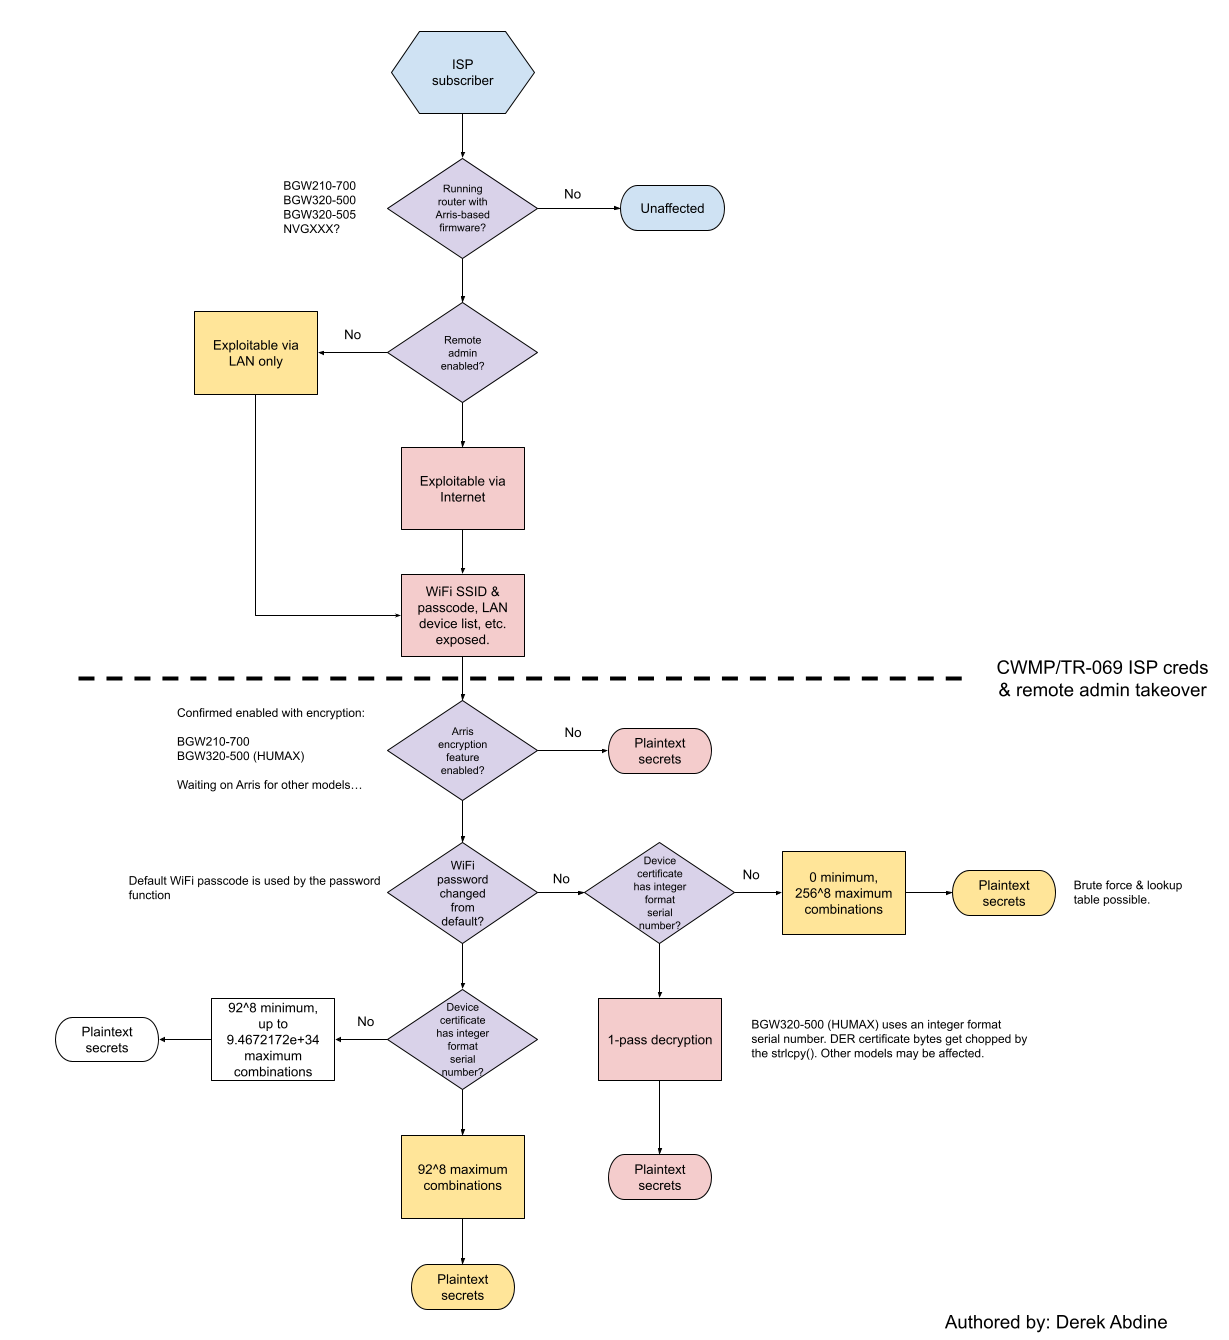 ISP
subscriber
BGW210-700
BGW320-500
BGW320-505
NVGXXX?
Running
router with
Arris-based
firmware?
No
Unaffected
Exploitable via
LAN only
No
Remote
admin
enabled?
Exploitable via
Internet
WiFi SSID &
passcode, LAN
device list, etc.
exposed.
CWMP/TR-069 ISP creds
& remote admin takeover
Confirmed enabled with encryption:
BGW210-700
BGW320-500 (HUMAX)
Waiting on Arris for other models…
Arris
encryption
feature
enabled?
No
Plaintext
secrets
Default WiFi passcode is used by the password
function
WiFi
password
changed
from
default?
No
Device
certificate
has integer
format
serial
number?
No
0 minimum,
256^8 maximum
combinations
Plaintext
secrets
Brute force & lookup
table possible.
Plaintext
secrets
92^8 minimum,
up to
9.4672172e+34
maximum
combinations
No
Device
certificate
has integer
format
serial
number?
1-pass decryption
BGW320-500 (HUMAX) uses an integer format
serial number. DER certificate bytes get chopped by
the strlcpy(). Other models may be affected.
92^8 maximum
combinations
Plaintext
secrets
Plaintext
secrets
Authored by: Derek Abdine